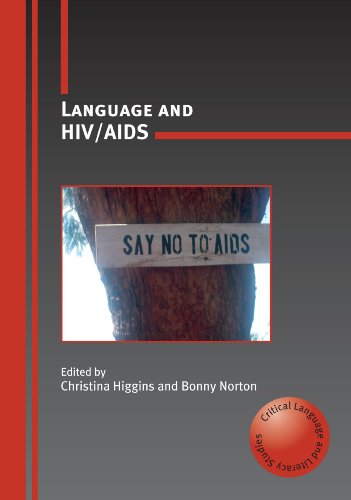 LANGUAGE AND
HIV/AIDS
SAY NO TO AIDS
Edited by
Christina Higgins and Bonny Norton
Critical Language and Literacy Studies